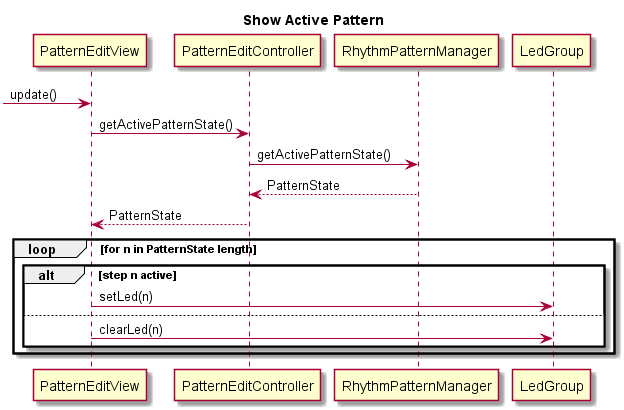 Show Active Pattern
PatternEditView PatternEditController RhythmPatternManager LedGroup
update()
getActivePatternState()
getActivePatternState()
PatternState
PatternState
loop [for n in PatternState length]
alt [step n active]
setLed(n)
clearLed(n)
PatternEditView PatternEditController RhythmPatternManager LedGroup